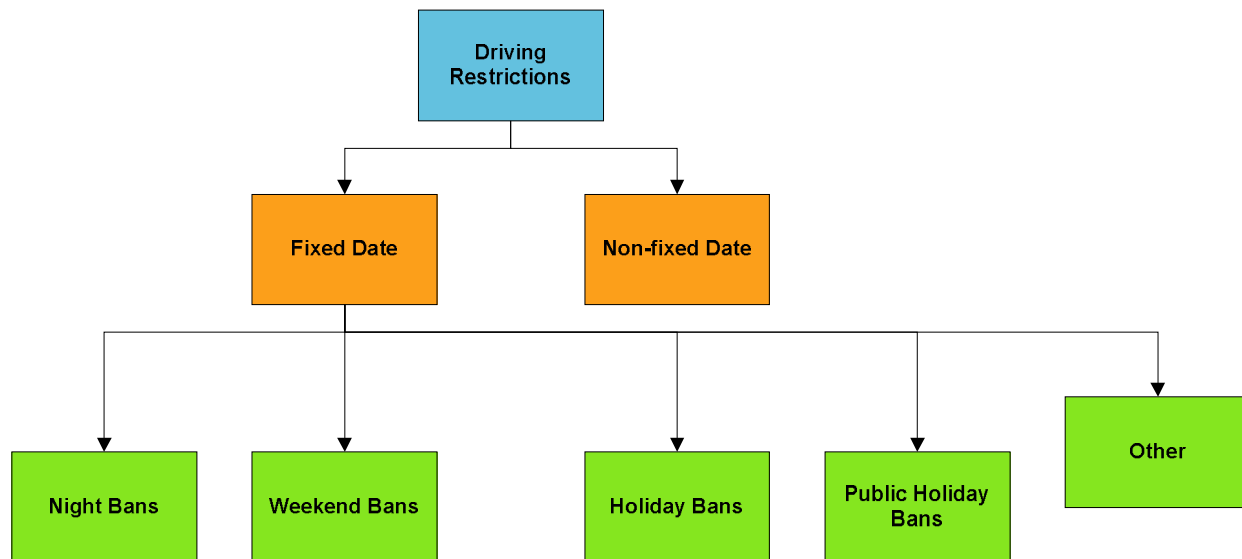 Driving
Restrictions
Fixed Date
Non-fixed Date
Night Bans
Weekend Bans
Holiday Bans
Public Holiday
Bans
Other